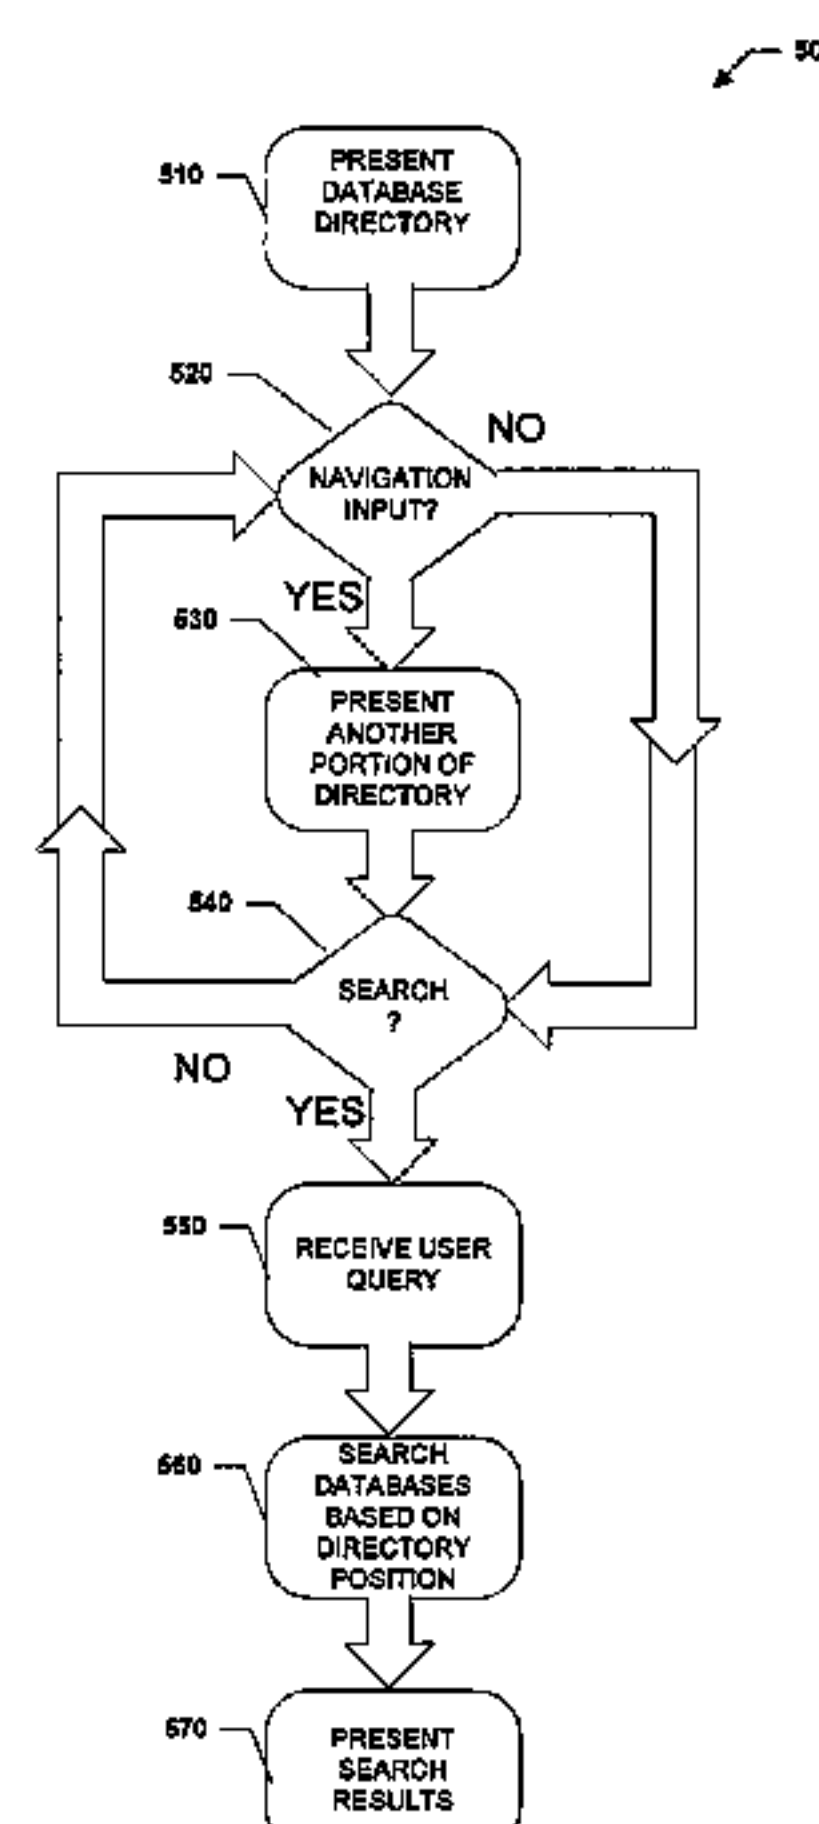 510
PRESENT
DATABASE
DIRECTORY
520
NO
NAVIGATION
INPUT?
YES
530
PRESENT
ANOTHER
PORTION OF
DIRECTORY
540
SEARCH
?
NO
YES
550
RECEIVE USER
QUERY
560
SEARCH
DATABASES
BASED ON
DIRECTORY
POSITION
570
PRESENT
SEARCH
RESULTS